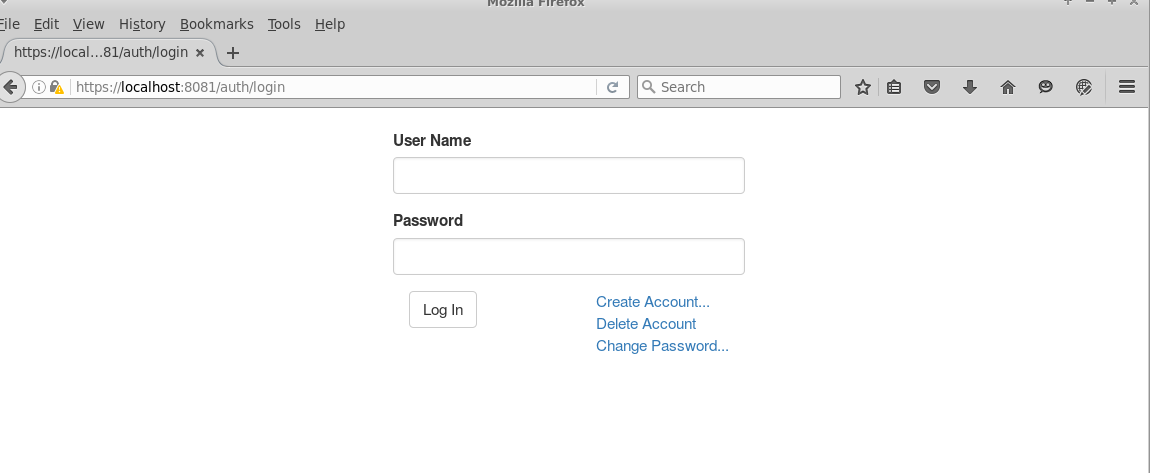 Mozilla Firefox
File Edit View History Bookmarks Tools Help
https://local...81/auth/login
https://localhost:8081/auth/login Search
User Name
Password
Log In
Create Account...
Delete Account
Change Password...